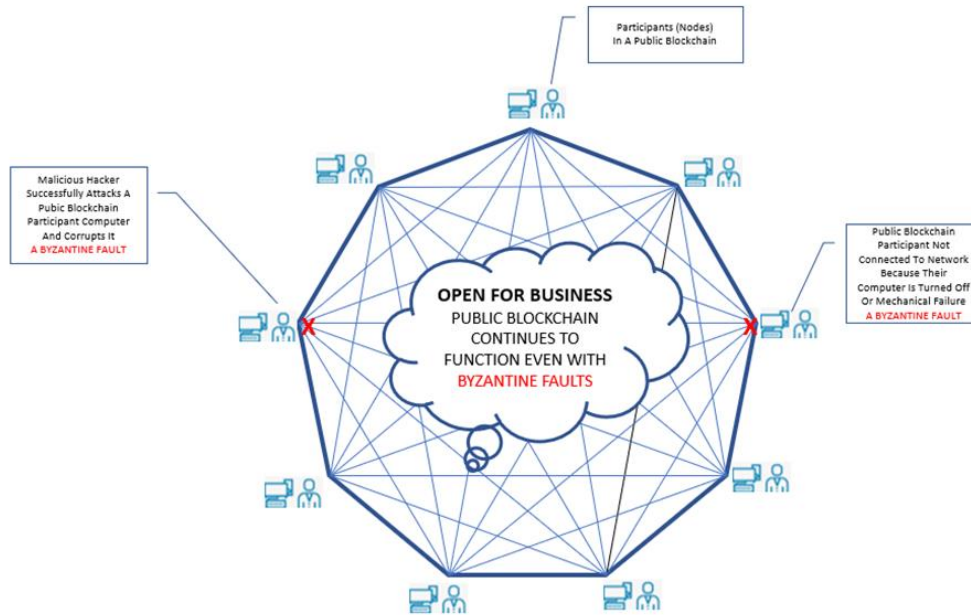 Participants (Nodes)
In A Public Blockchain
Malicious Hacker
Successfully Attacks A
Pubic Blockchain
Participant Computer
And Corrupts It
A BYZANTINE FAULT
Public Blockchain
Participant Not
Connected To Network
Because Their
Computer Is Turned Off
Or Mechanical Failure
A BYZANTINE FAULT
OPEN FOR BUSINESS
PUBLIC BLOCKCHAIN
CONTINUES TO
FUNCTION EVEN WITH
BYZANTINE FAULTS
X
X